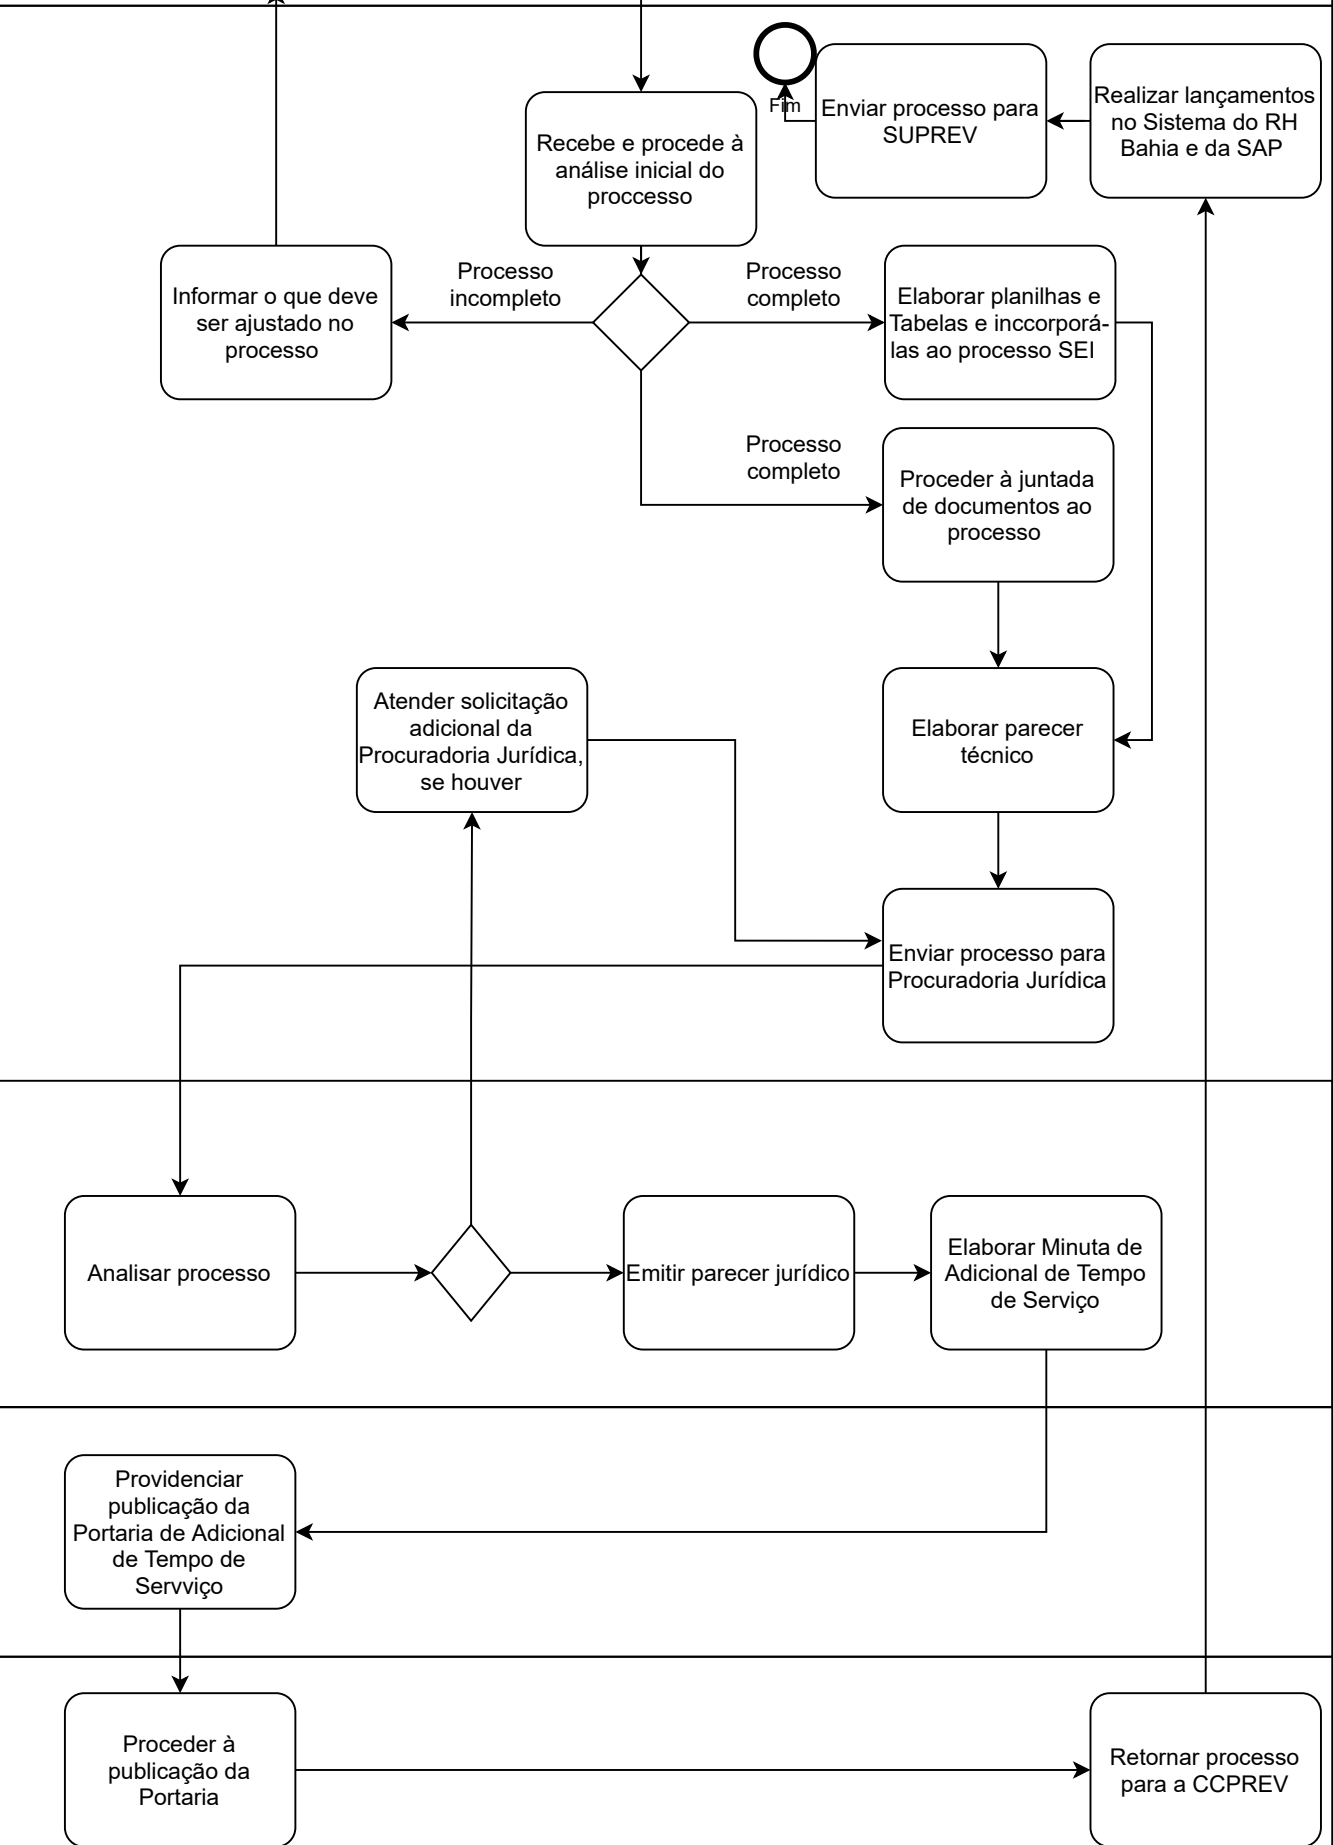 Fim
Enviar processo para
SUPREV
Realizar lançamentos
no Sistema do RH
Bahia e da SAP
Recebe e procede à
análise inicial do
proccesso
Informar o que deve
ser ajustado no
processo
Processo
incompleto
Processo
completo
Elaborar planilhas e
Tabelas e inccorporá-
las ao processo SEI
Processo
completo
Proceder à juntada
de documentos ao
processo
Atender solicitação
adicional da
Procuradoria Jurídica,
se houver
Elaborar parecer
técnico
Enviar processo para
Procuradoria Jurídica
Analisar processo
Emitir parecer jurídico
Elaborar Minuta de
Adicional de Tempo
de Serviço
Providenciar
publicação da
Portaria de Adicional
de Tempo de
Servviço
Proceder à
publicação da
Portaria
Retornar processo
para a CCPREV